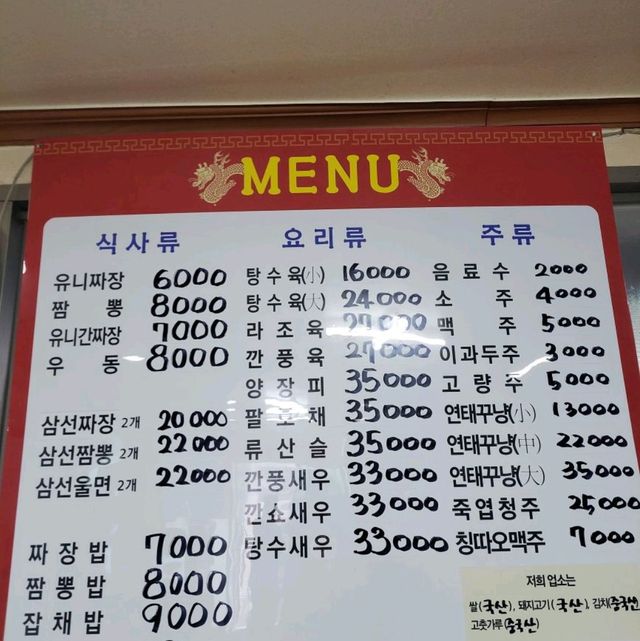 MENU
식사류
유니짜장 6000
짬뽕 8000
유니간짜장 7000
우동 8000
삼선짜장 2개 20000
삼선짬뽕 2개 22000
삼선울면 2개 22000
짜장밥 7000
짬뽕밥 8000
잡채밥 9000
요리류
탕수육(小) 16000
탕수육(大) 24000
라조육 27000
깐풍육 27000
양장피 35000
팔보채 35000
류산슬 35000
깐풍새우 33000
깐쇼새우 33000
탕수새우 33000
주류
음료수 2000
소주 4000
맥주 5000
이과두주 3000
고량주 5000
연태꾸냥(小) 13000
연태꾸냥(中) 22000
연태꾸냥(大) 35000
죽엽청주 25000
칭따오맥주 7000
저희 업소는
쌀(국산), 돼지고기(국산), 김치(중국산
고춧가루(중국산)